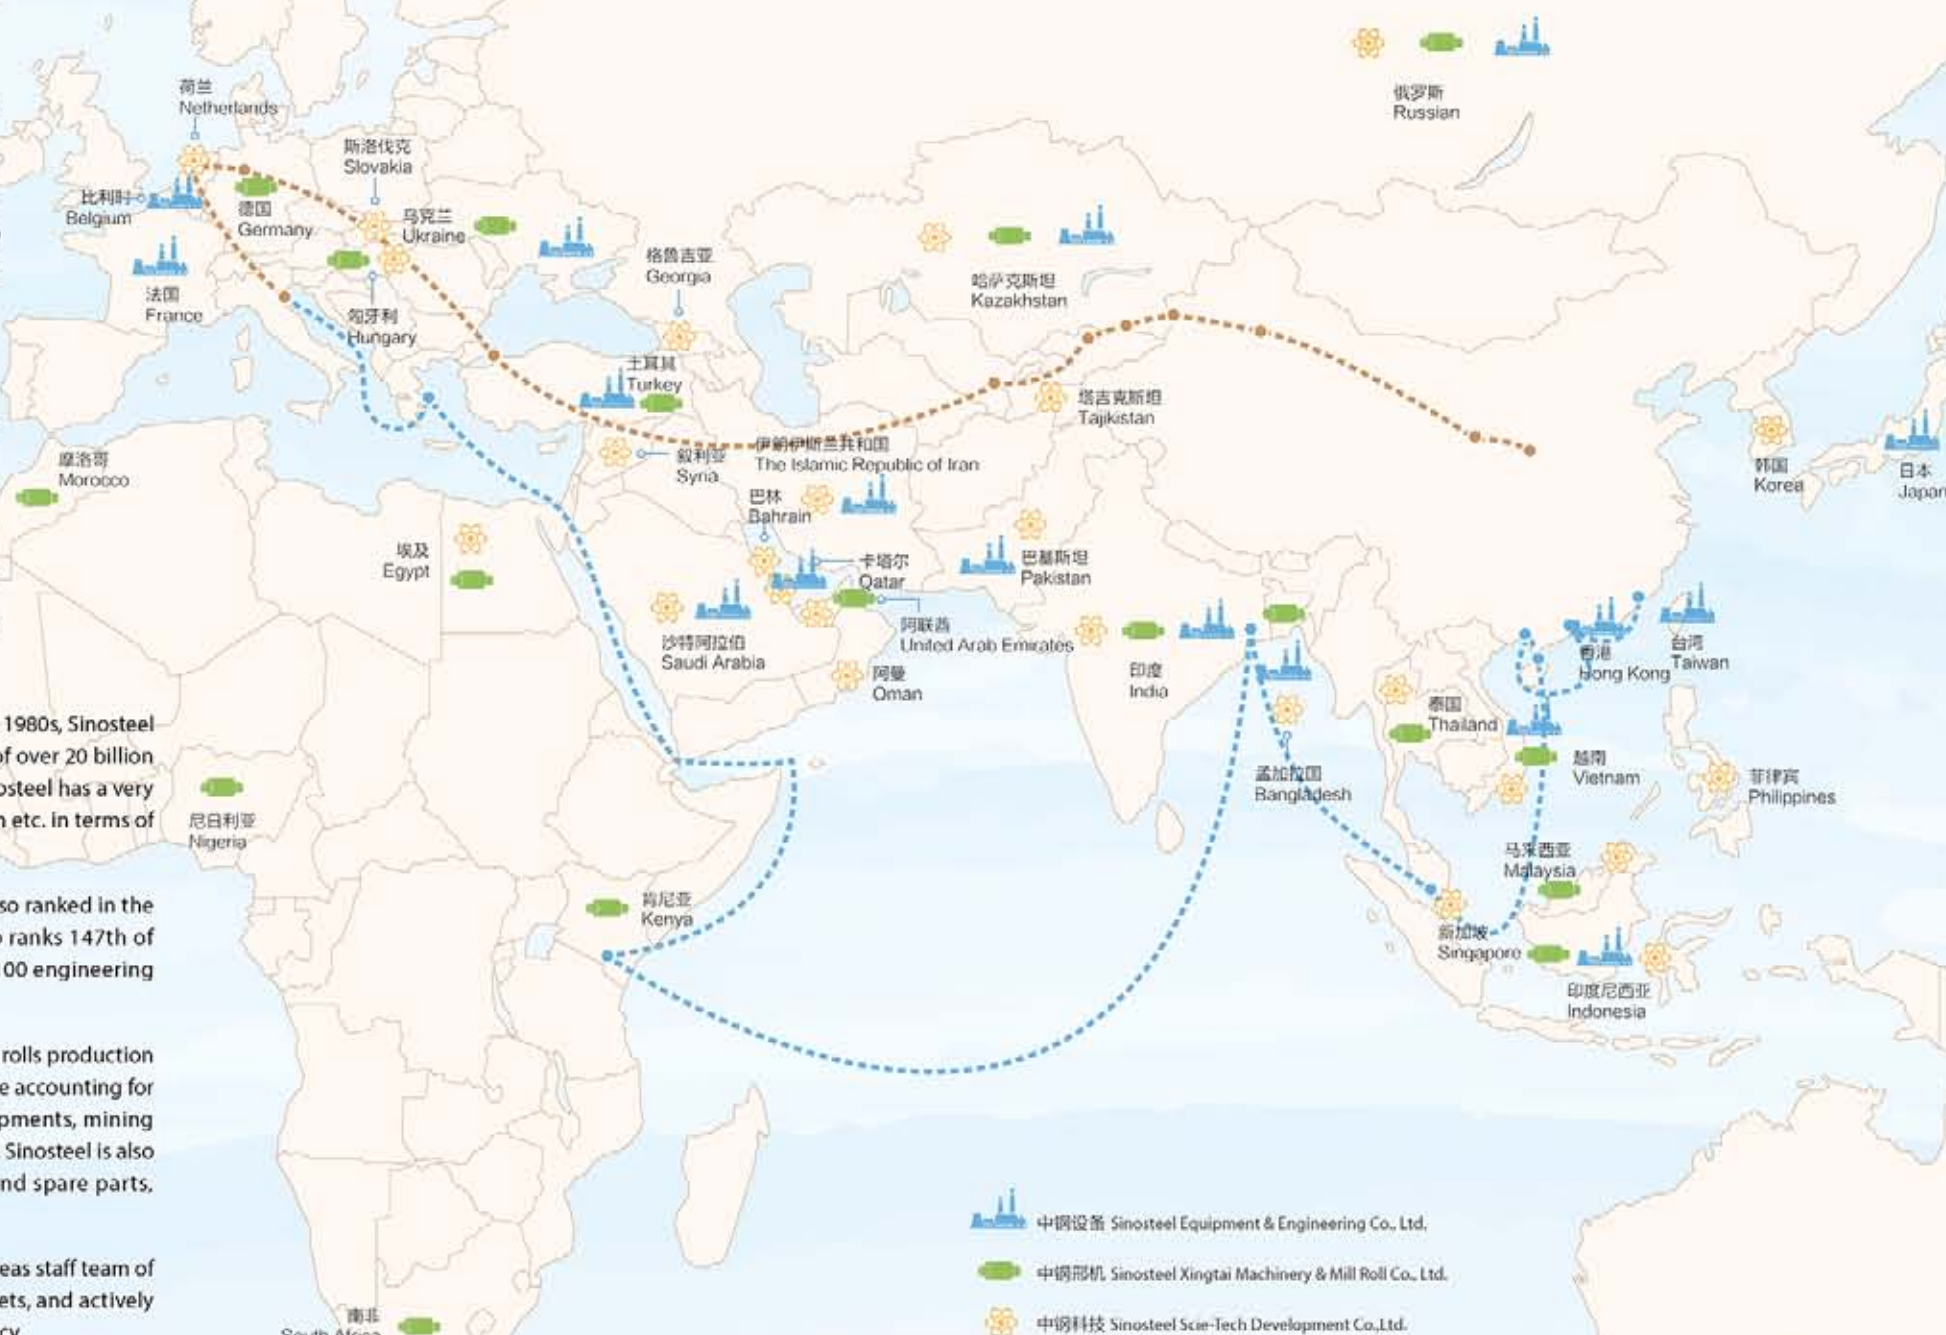 荷兰
Netherlands
斯洛伐克
Slovakia
比利时
Belgium
德国
Germany
乌克兰
Ukraine
法国
France
匈牙利
Hungary
格鲁吉亚
Georgia
俄罗斯
Russian
哈萨克斯坦
Kazakhstan
土耳其
Turkey
塔吉克斯坦
Tajikistan
叙利亚
Syria
伊朗伊斯兰共和国
The Islamic Republic of Iran
巴林
Bahrain
卡塔尔
Qatar
巴基斯坦
Pakistan
韩国
Korea
日本
Japan
摩洛哥
Morocco
埃及
Egypt
沙特阿拉伯
Saudi Arabia
阿联酋
United Arab Emirates
阿曼
Oman
印度
India
香港
Hong Kong
台湾
Taiwan
泰国
Thailand
越南
Vietnam
孟加拉国
Bangladesh
菲律宾
Philippines
马来西亚
Malaysia
新加坡
Singapore
印度尼西亚
Indonesia
尼日利亚
Nigeria
肯尼亚
Kenya
南非
1980s, Sinosteel
of over 20 billion
osteel has a very
n etc. in terms of
so ranked in the
ranks 147th of
00 engineering
rolls production
e accounting for
pments, mining
Sinosteel is also
nd spare parts,
eas staff team of
ets, and actively
中钢设备 Sinosteel Equipment & Engineering Co., Ltd.
中钢邢机 Sinosteel Xingtai Machinery & Mill Roll Co., Ltd.
中钢科技 Sinosteel Scie-Tech Development Co.,Ltd.